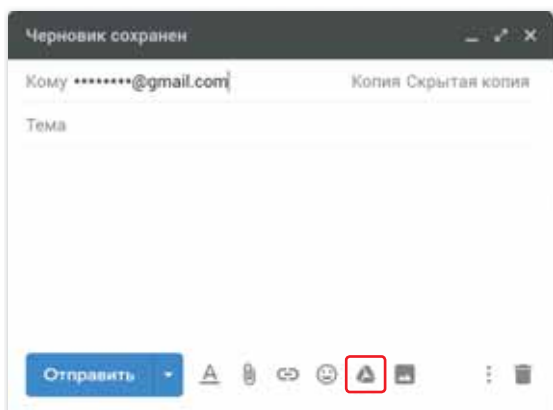 Черновик сохранен
Кому ••••••••@gmail.com Копия Скрытая копия
Тема
Отправить